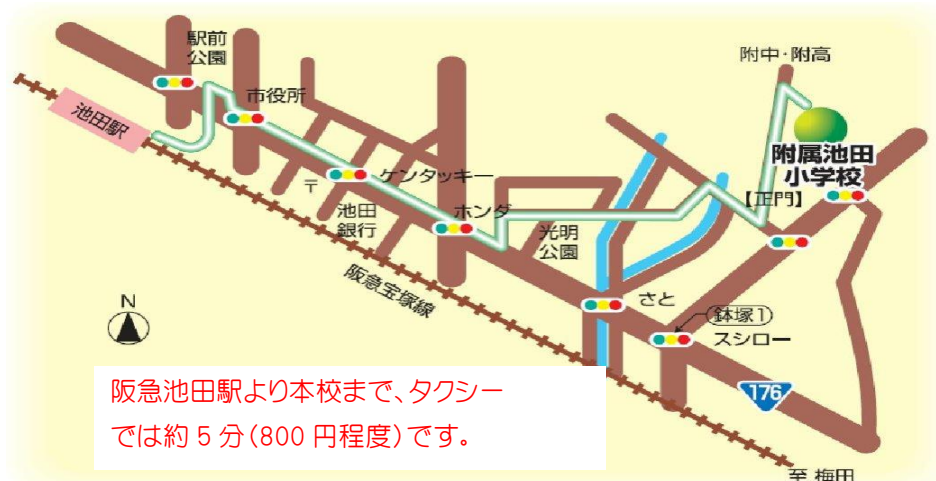 駅前
公園
附中・附高
市役所
池田駅
附属池田
小学校
〒
ケンタッキー
【正門】
池田
銀行
ホンダ
光明
公園
阪急宝塚線
さと
N
鉢塚1
スシロー
阪急池田駅より本校まで、タクシー
では約5分(800円程度)です。
176
至 梅田